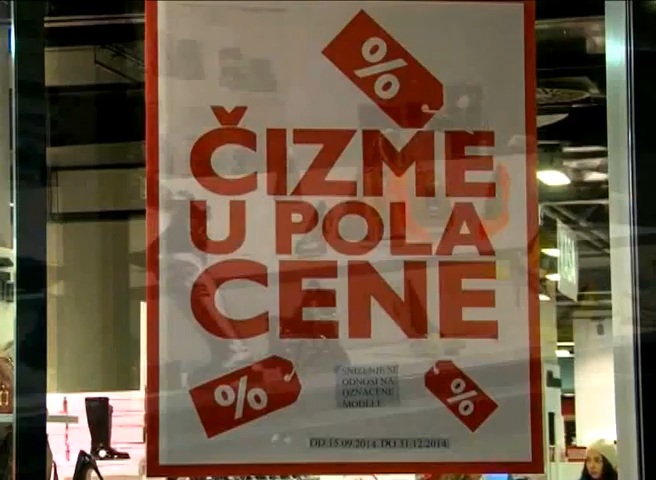 %
ČIZME
U POLA
CENE
%
SNIŽENJE SE
ODNOSI NA
OZNAČENE
MODELE
%
OD 15.09.2014. DO 31.12.2014.